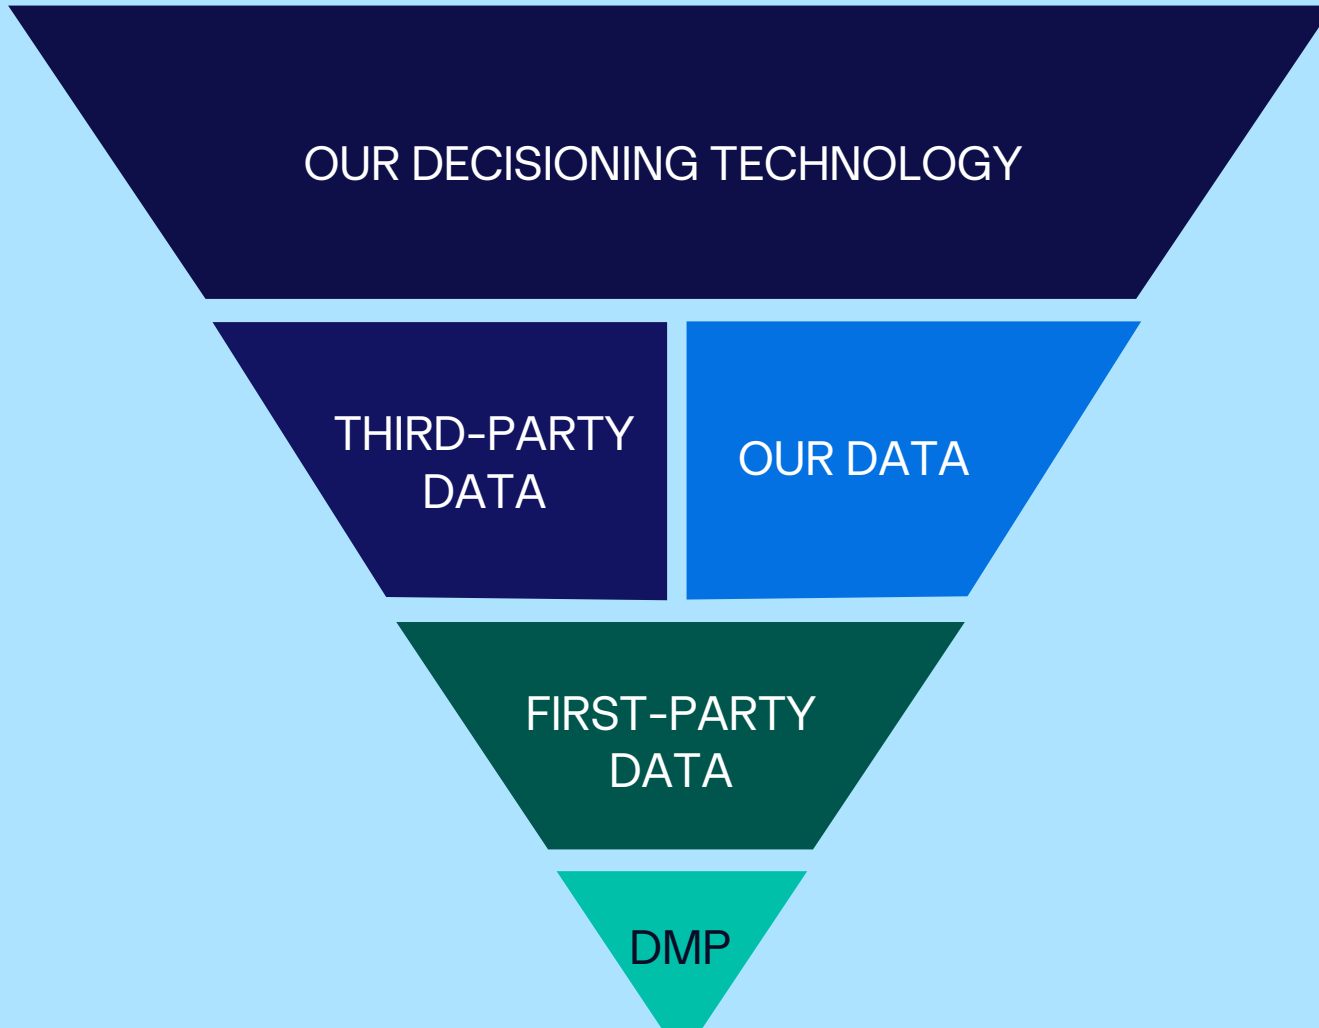 OUR DECISIONING TECHNOLOGY
THIRD-PARTY
DATA
OUR DATA
FIRST-PARTY
DATA
DMP